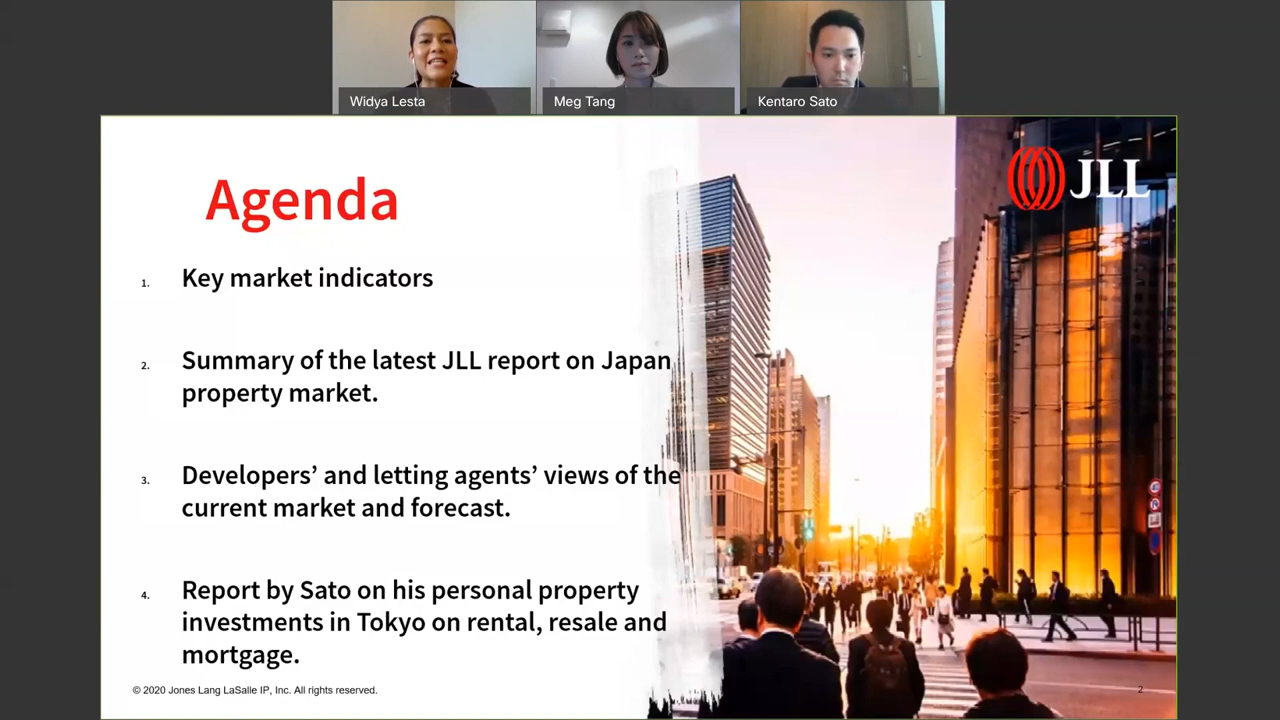 Widya Lesta
Meg Tang
Kentaro Sato
JLL
Agenda
1. Key market indicators
2. Summary of the latest JLL report on Japan
property market.
3. Developers’ and letting agents’ views of the
current market and forecast.
4. Report by Sato on his personal property
investments in Tokyo on rental, resale and
mortgage.
© 2020 Jones Lang LaSalle IP, Inc. All rights reserved.
2